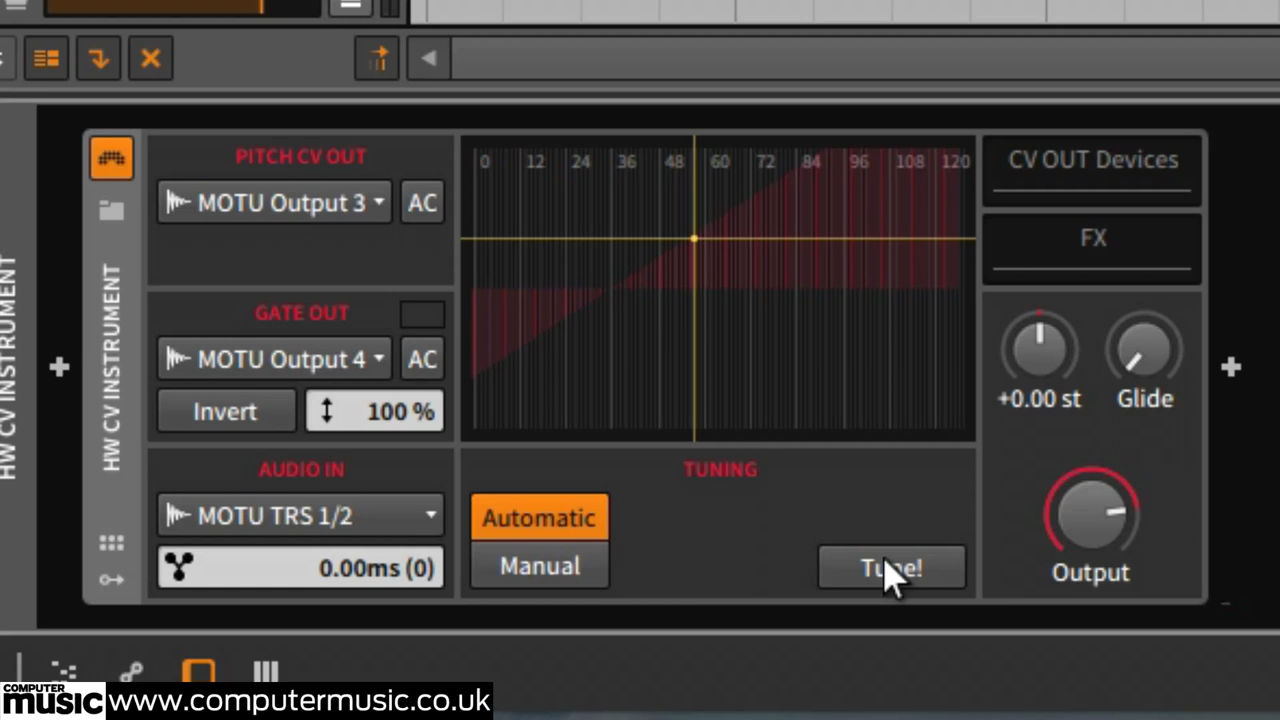 HW CV INSTRUMENT
HW CV INSTRUMENT
PITCH CV OUT
MOTU Output 3
AC
GATE OUT
MOTU Output 4
AC
Invert
100 %
AUDIO IN
MOTU TRS 1/2
0.00ms (0)
0 12 24 36 48 60 72 84 96 108 120
TUNING
Automatic
Manual
CV OUT Devices
FX
+0.00 st
Glide
Output
COMPUTER
music
www.computermusic.co.uk